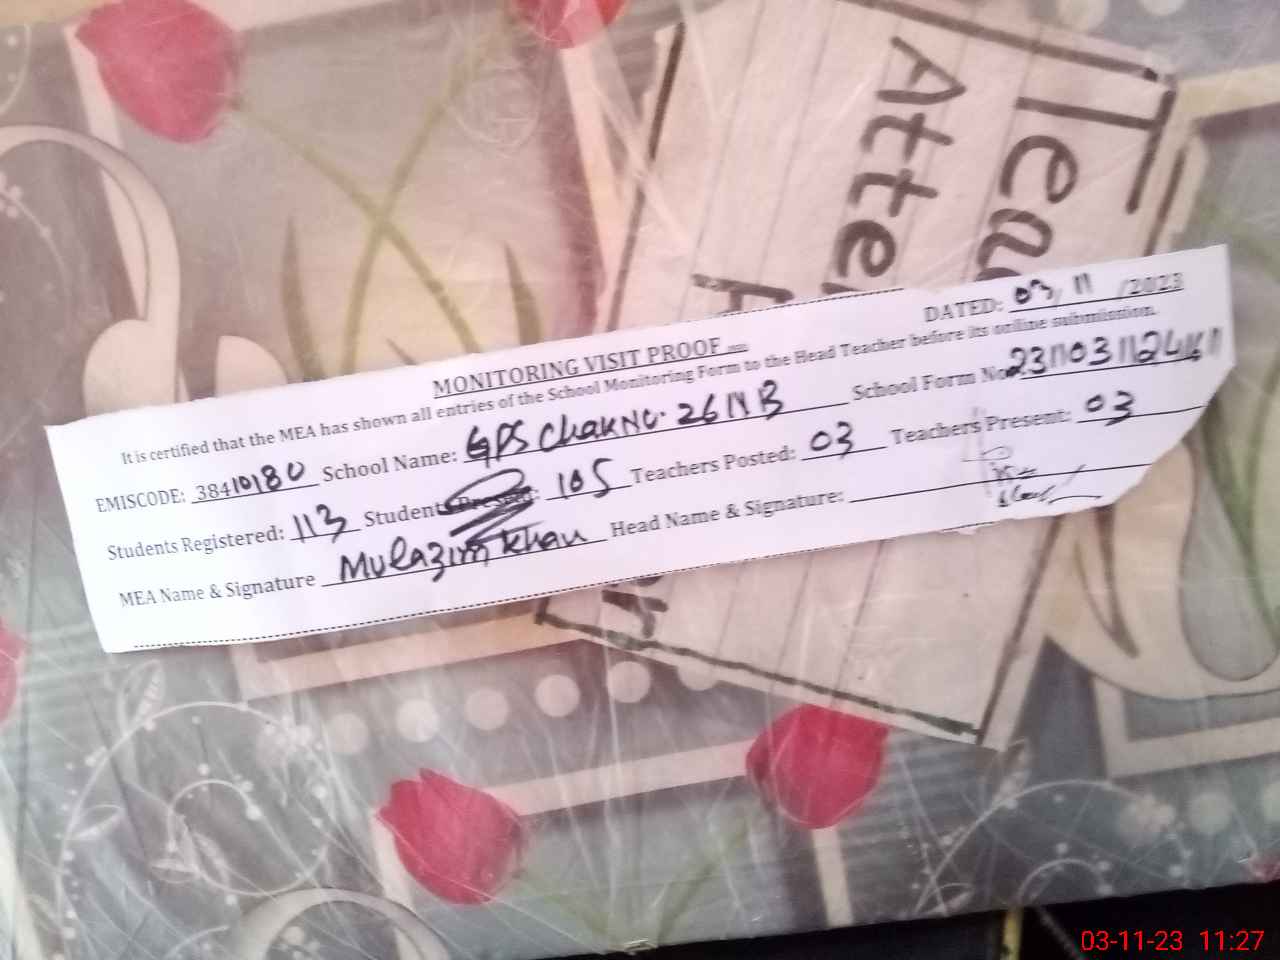 Tea
Atte
MONITORING VISIT PROOF
DATED: 03/11/2023
It is certified that the MEA has shown all entries of the School Monitoring Form to the Head Teacher before its online submission.
EMISCODE: 38410180 School Name: GPS Chak No. 26 NB School Form No.
Students Registered: 113 Student Present: 105 Teachers Posted: 03 Teachers Present: 03
MEA Name & Signature Mulazim Khan Head Name & Signature:
03-11-23 11:27